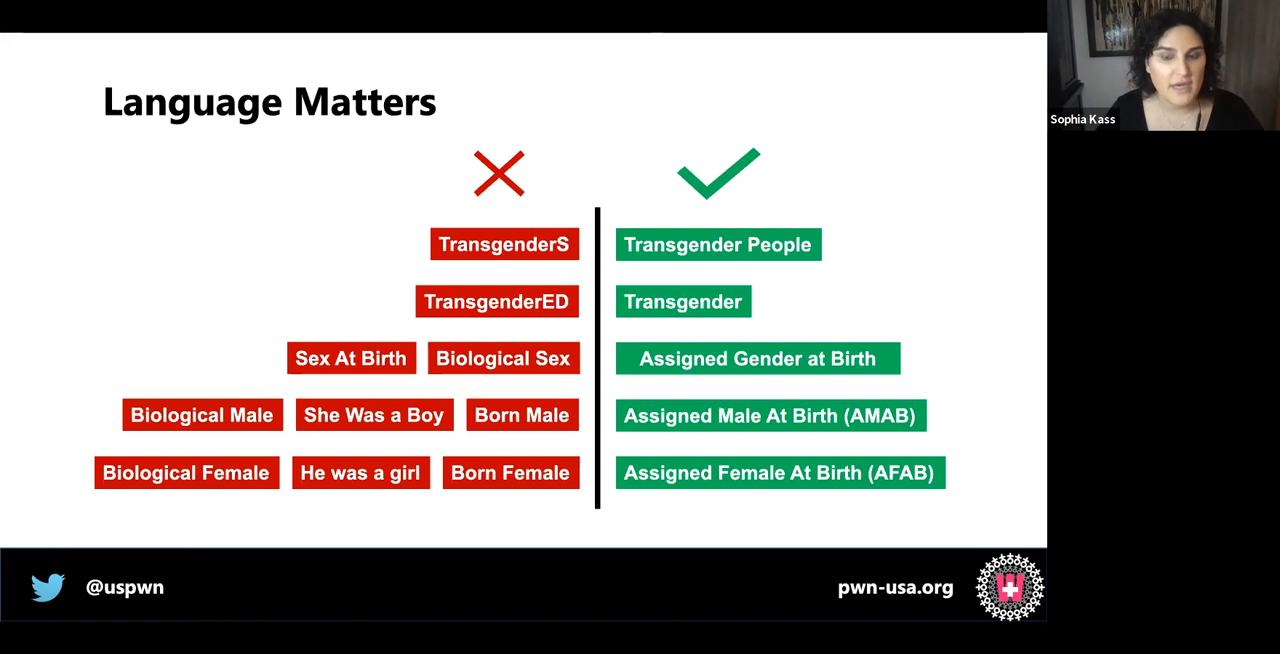 Language Matters
Sophia Kass
TransgenderS Transgender People
TransgenderED Transgender
Sex At Birth Biological Sex Assigned Gender at Birth
Biological Male She Was a Boy Born Male Assigned Male At Birth (AMAB)
Biological Female He was a girl Born Female Assigned Female At Birth (AFAB)
@uspwn pwn-usa.org W